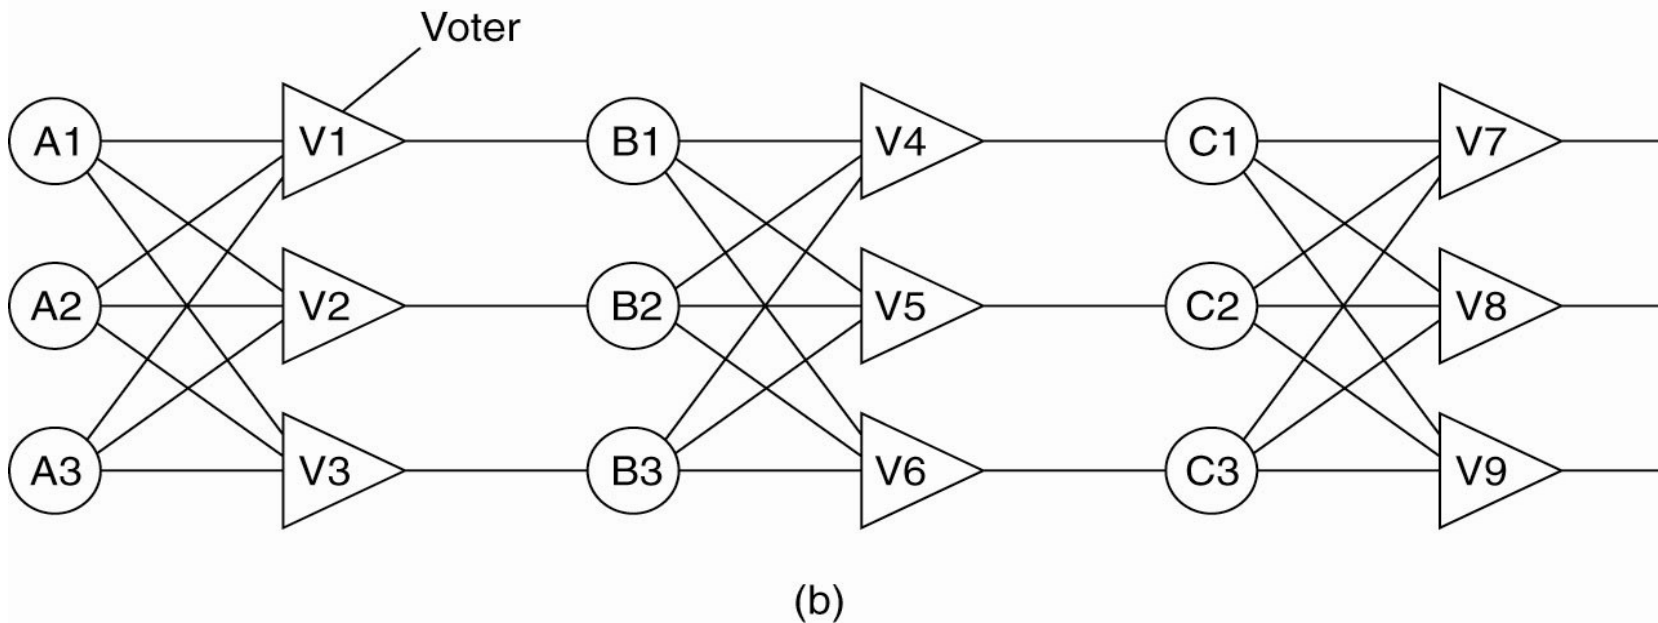 Voter
A1 V1 B1 V4 C1 V7
A2 V2 B2 V5 C2 V8
A3 V3 B3 V6 C3 V9
(b)